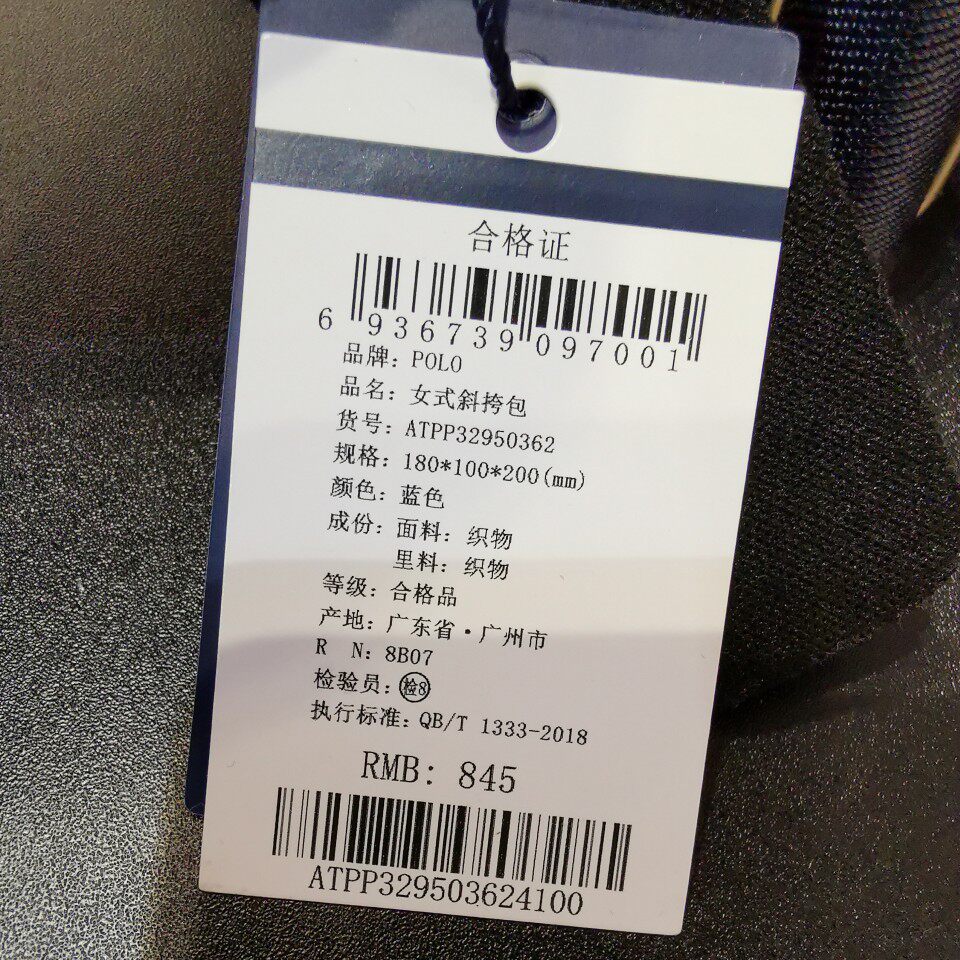 合格证
6 936739 097001
品牌: POLO
品名: 女式斜挎包
货号: ATPP32950362
规格: 180*100*200(mm)
颜色: 蓝色
成份: 面料: 织物
里料: 织物
等级: 合格品
产地: 广东省·广州市
R N: 8B07
检验员: 检8
执行标准: QB/T 1333-2018
RMB: 845
ATPP329503624100